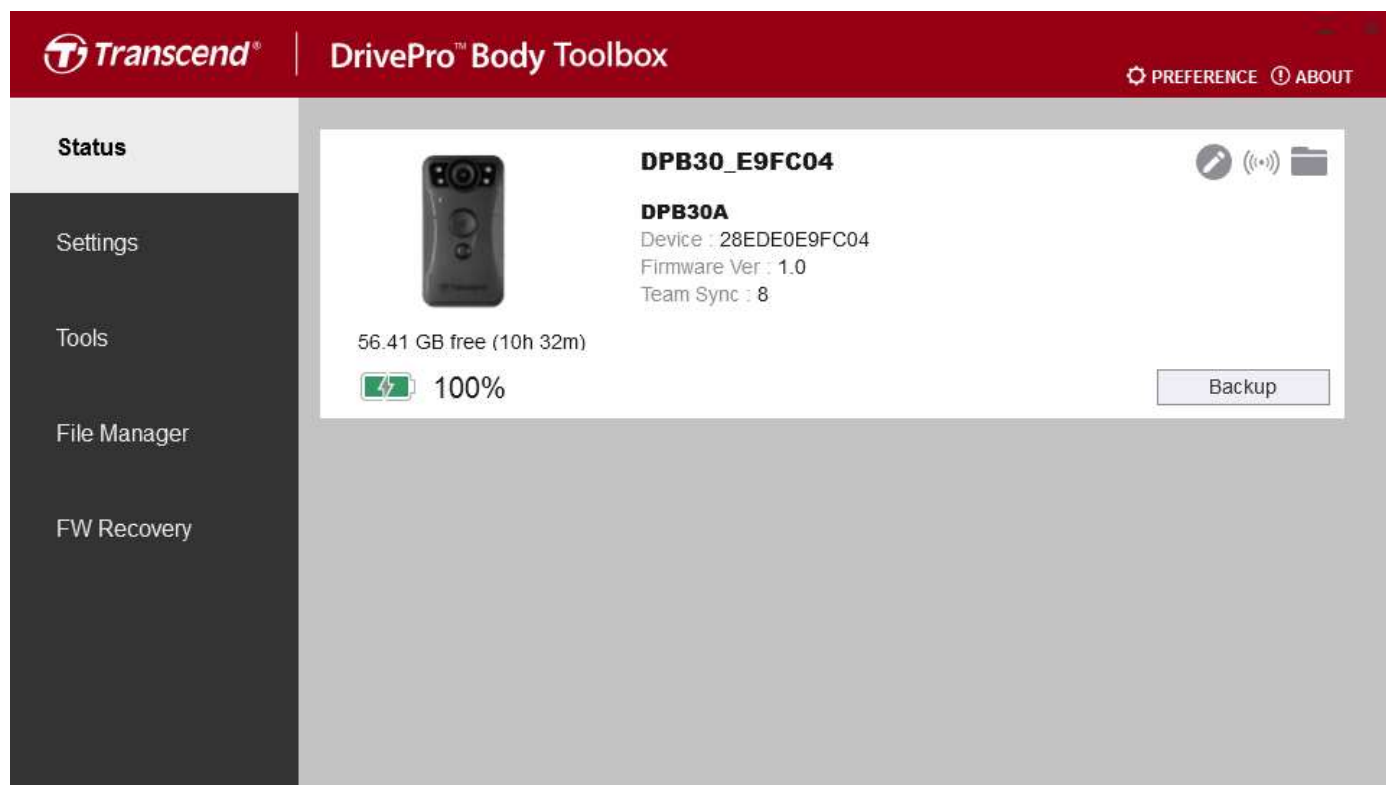 Transcend®
DrivePro™ Body Toolbox
PREFERENCE
ABOUT
Status
Settings
Tools
File Manager
FW Recovery
DPB30_E9FC04
DPB30A
Device : 28EDE0E9FC04
Firmware Ver : 1.0
Team Sync : 8
56.41 GB free (10h 32m)
100%
Backup